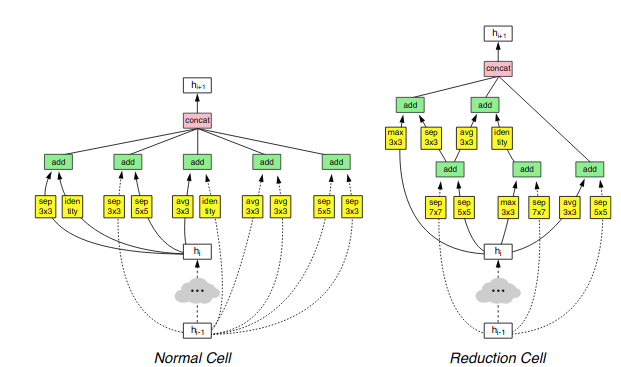 h_{i+1}
concat
add add add add add
sep 3x3 iden tity sep 3x3 sep 5x5 avg 3x3 iden tity avg 3x3 avg 3x3 sep 5x5 sep 3x3
h_i
...
h_{i-1}
Normal Cell
h_{i+1}
concat
add add
max 3x3 sep 3x3 avg 3x3 iden tity
add add add
sep 7x7 sep 5x5 max 3x3 sep 7x7 avg 3x3 sep 5x5
h_i
...
h_{i-1}
Reduction Cell